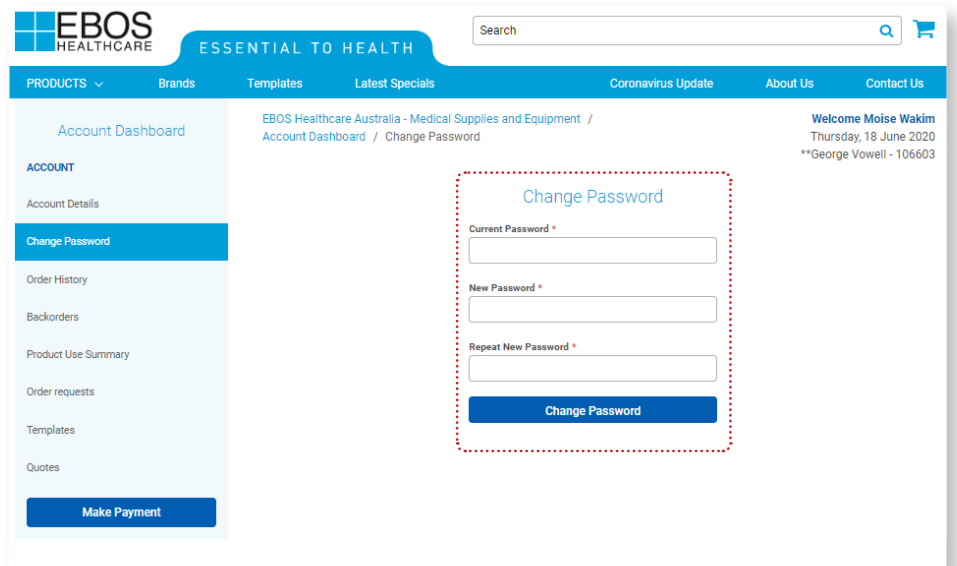 EBOS
HEALTHCARE
ESSENTIAL TO HEALTH
Search
PRODUCTS
Brands
Templates
Latest Specials
Coronavirus Update
About Us
Contact Us
Account Dashboard
ACCOUNT
Account Details
Change Password
Order History
Backorders
Product Use Summary
Order requests
Templates
Quotes
Make Payment
EBOS Healthcare Australia - Medical Supplies and Equipment /
Account Dashboard / Change Password
Welcome Moise Wakim
Thursday, 18 June 2020
**George Vowell - 106603
Change Password
Current Password *
New Password *
Repeat New Password *
Change Password